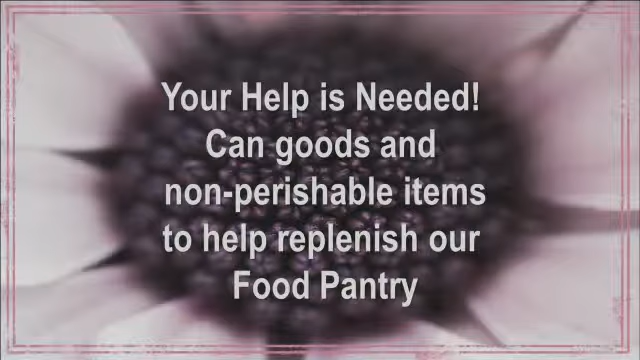 Your Help is Needed!
Can goods and
non-perishable items
to help replenish our
Food Pantry